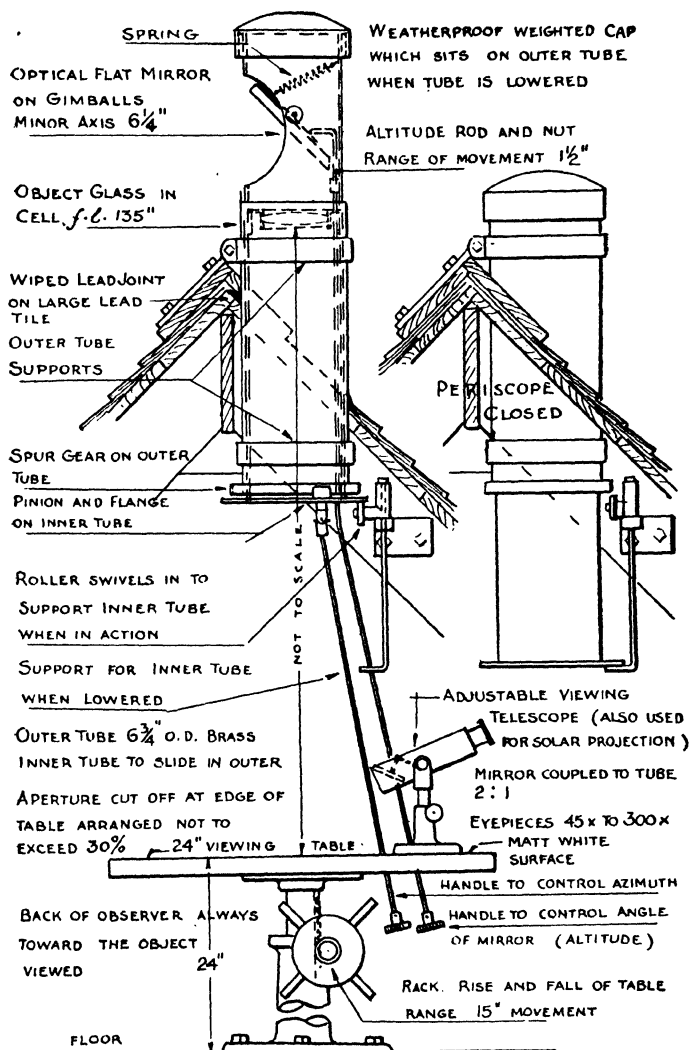 SPRING
WEATHERPROOF WEIGHTED CAP
WHICH SITS ON OUTER TUBE
WHEN TUBE IS LOWERED
OPTICAL FLAT MIRROR
ON GIMBALLS
MINOR AXIS 6¼"
ALTITUDE ROD AND NUT
RANGE OF MOVEMENT 1½"
OBJECT GLASS IN
CELL. f.l. 135"
WIPED LEAD JOINT
ON LARGE LEAD
TILE
OUTER TUBE
SUPPORTS
PERISCOPE
CLOSED
SPUR GEAR ON OUTER
TUBE
PINION AND FLANGE
ON INNER TUBE
NOT TO SCALE
ROLLER SWIVELS IN TO
SUPPORT INNER TUBE
WHEN IN ACTION
SUPPORT FOR INNER TUBE
WHEN LOWERED
ADJUSTABLE VIEWING
TELESCOPE (ALSO USED
FOR SOLAR PROJECTION)
OUTER TUBE 6¾" O.D. BRASS
INNER TUBE TO SLIDE IN OUTER
MIRROR COUPLED TO TUBE
2:1
APERTURE CUT OFF AT EDGE OF
TABLE ARRANGED NOT TO
EXCEED 30%
EYEPIECES 45x TO 300x
24" VIEWING TABLE
MATT WHITE
SURFACE
HANDLE TO CONTROL AZIMUTH
HANDLE TO CONTROL ANGLE
OF MIRROR (ALTITUDE)
BACK OF OBSERVER ALWAYS
TOWARD THE OBJECT
VIEWED
24"
RACK. RISE AND FALL OF TABLE
RANGE 15" MOVEMENT
FLOOR